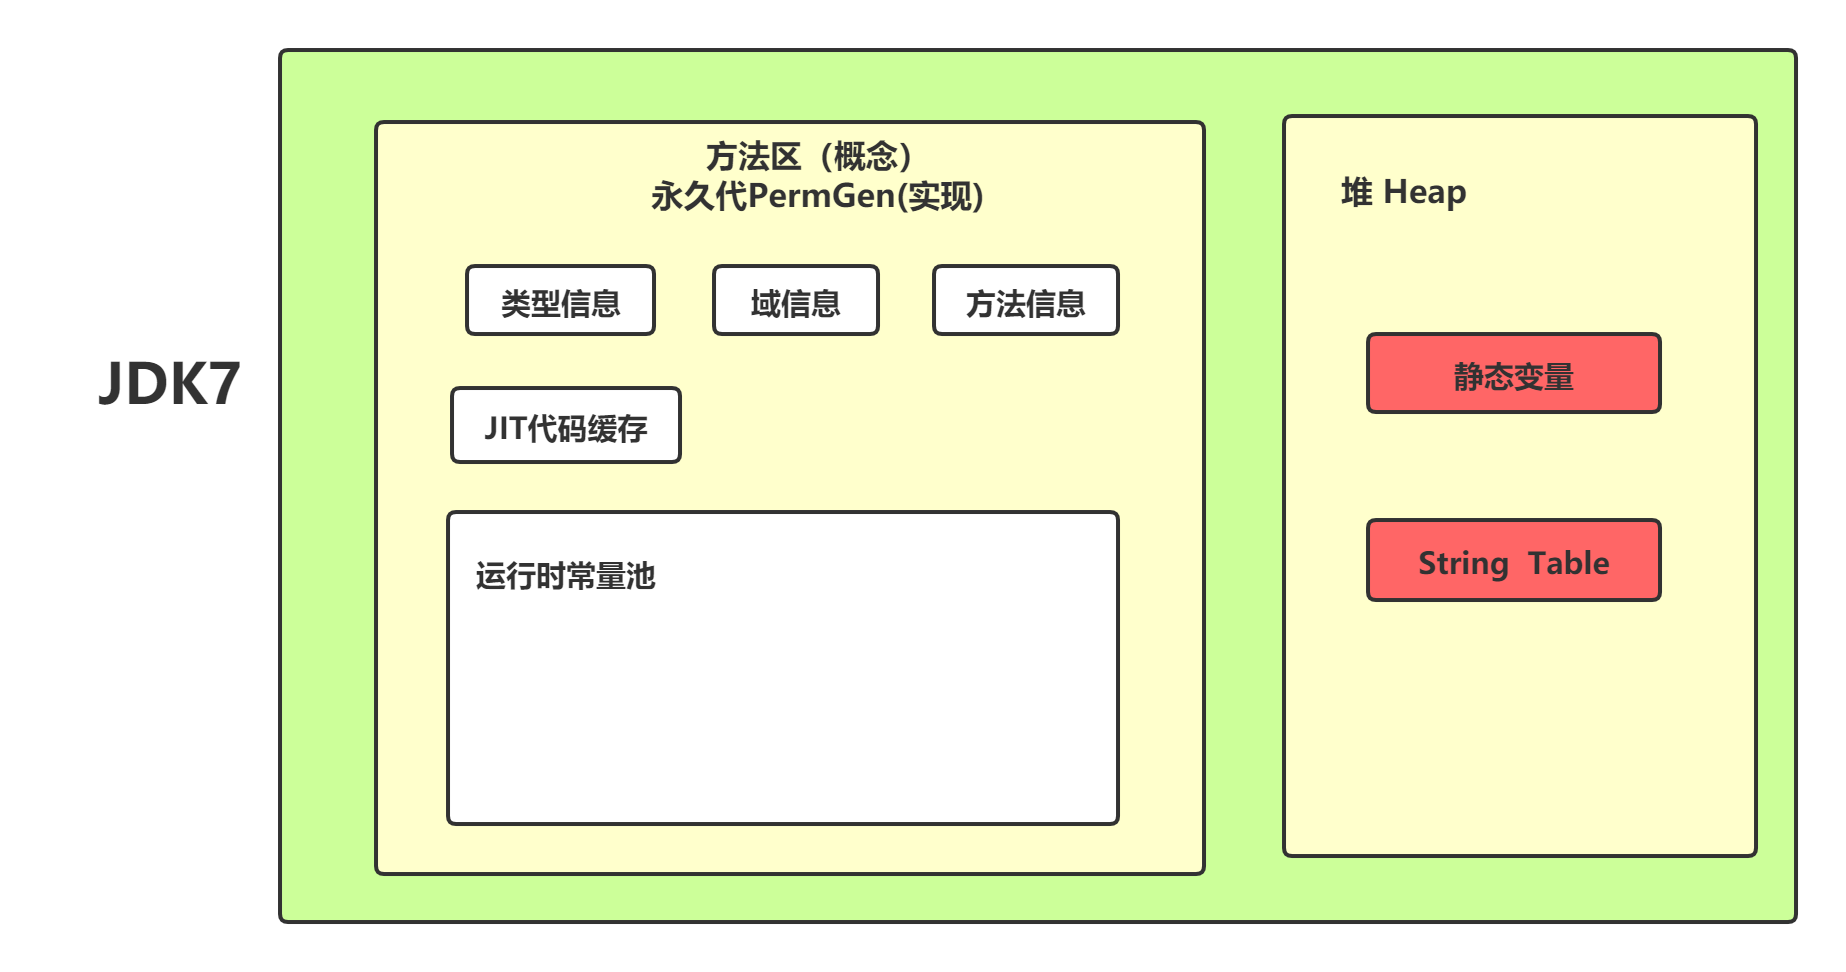 JDK7
方法区（概念）
永久代PermGen(实现)
类型信息
域信息
方法信息
JIT代码缓存
运行时常量池
堆 Heap
静态变量
String Table